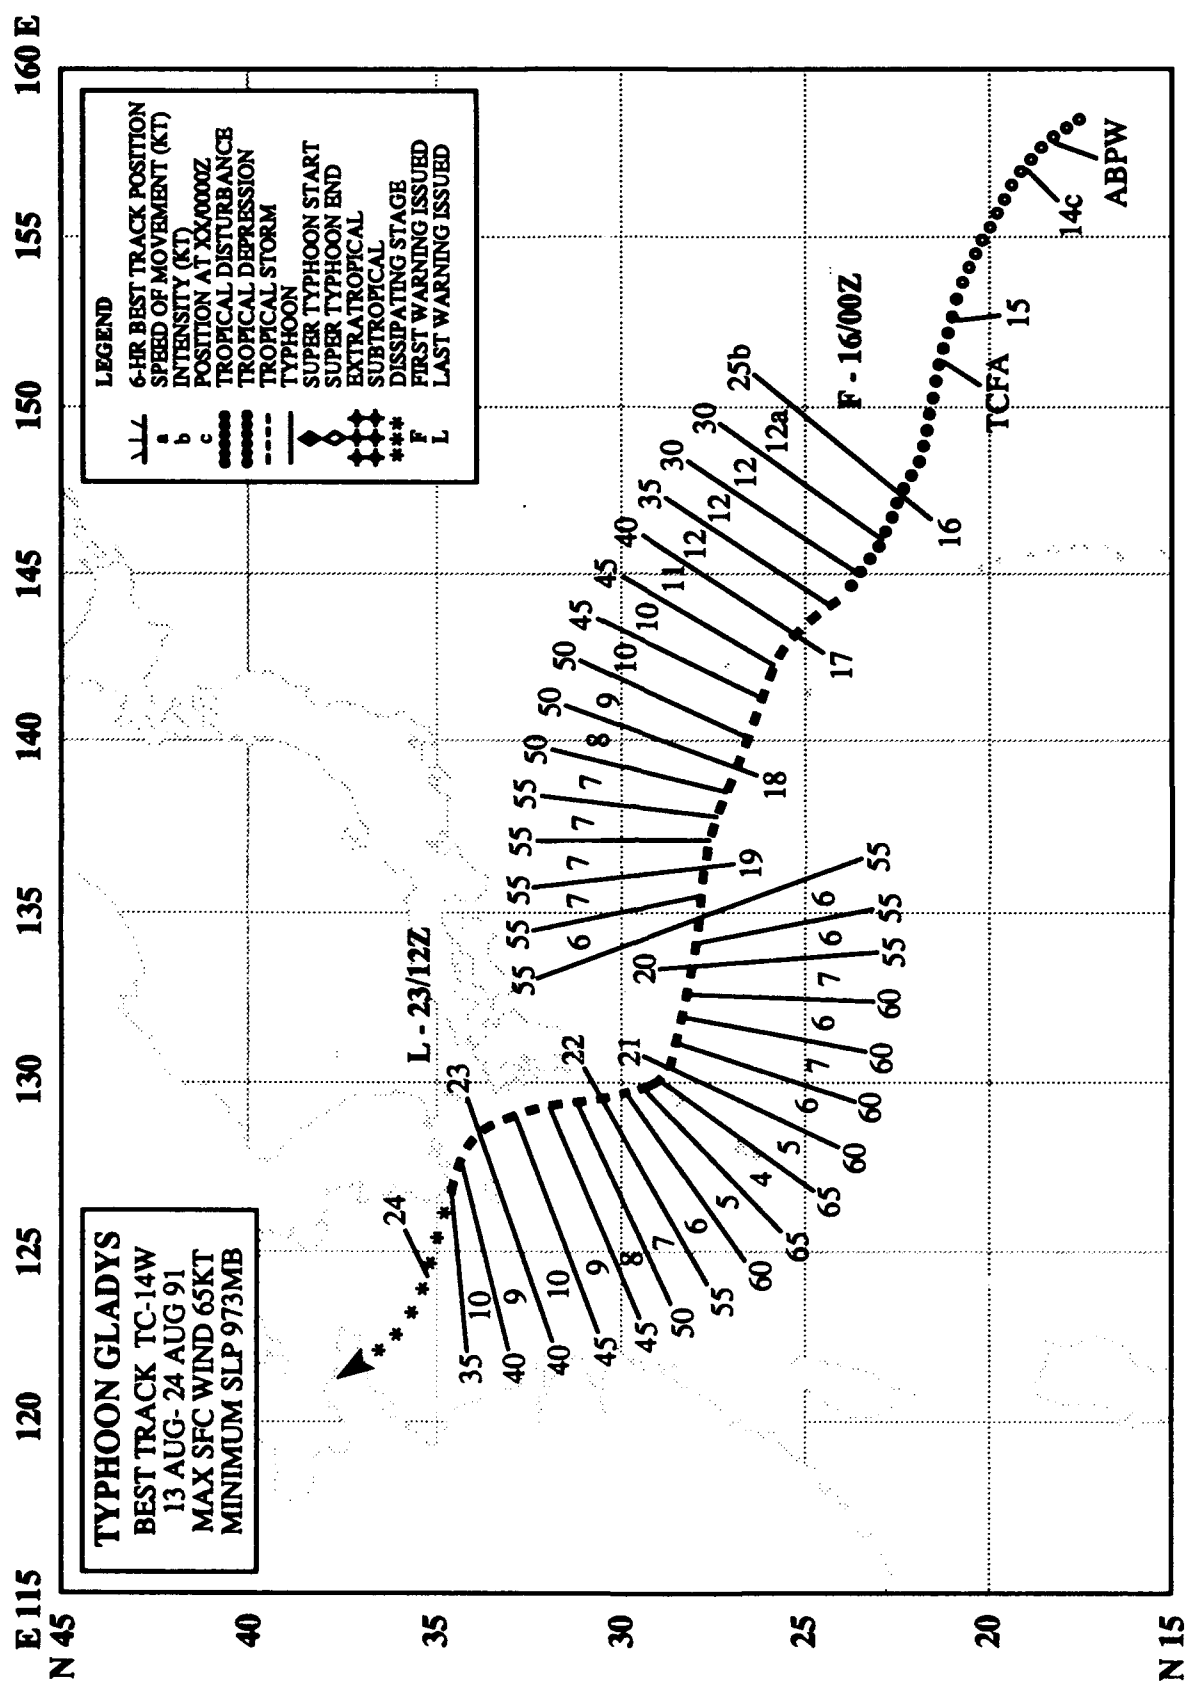 TYPHOON GLADYS
BEST TRACK TC-14W
13 AUG- 24 AUG 91
MAX SFC WIND 65KT
MINIMUM SLP 973MB
LEGEND
6-HR BEST TRACK POSITION
a SPEED OF MOVEMENT (KT)
b INTENSITY (KT)
c POSITION AT XX/0000Z
TROPICAL DISTURBANCE
TROPICAL DEPRESSION
TROPICAL STORM
TYPHOON
SUPER TYPHOON START
SUPER TYPHOON END
EXTRATROPICAL
SUBTROPICAL
*** DISSIPATING STAGE
F FIRST WARNING ISSUED
L LAST WARNING ISSUED
E 115
120
125
130
135
140
145
150
155
160 E
N 45
40
35
30
25
20
N 15
L - 23/12Z
F - 16/00Z
ABPW
14c
15
TCFA
16
17
18
19
20
21
22
23
24
25b
30
30
35
40
45
45
50
50
50
55
55
55
55
55
12a
12
12
12
11
10
10
9
8
7
7
7
7
6
55
55
55
60
60
60
60
65
65
60
55
50
45
45
40
40
35
6
6
7
6
7
6
5
4
5
6
7
8
9
10
9
10